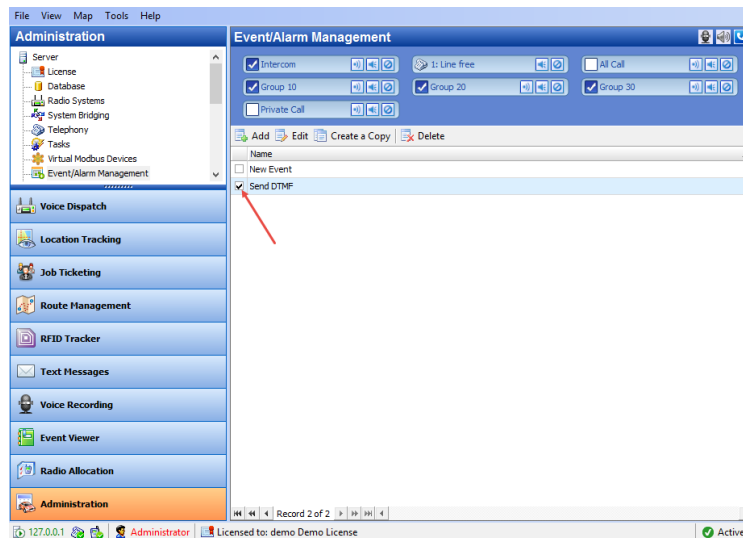 File View Map Tools Help
Administration
Server
License
Database
Radio Systems
System Bridging
Telephony
Tasks
Virtual Modbus Devices
Event/Alarm Management
Voice Dispatch
Location Tracking
Job Ticketing
Route Management
RFID Tracker
Text Messages
Voice Recording
Event Viewer
Radio Allocation
Administration
Event/Alarm Management
Intercom
1: Line free
All Call
Group 10
Group 20
Group 30
Private Call
Add Edit Create a Copy Delete
Name
New Event
Send DTMF
Record 2 of 2
127.0.0.1 Administrator Licensed to: demo Demo License Active